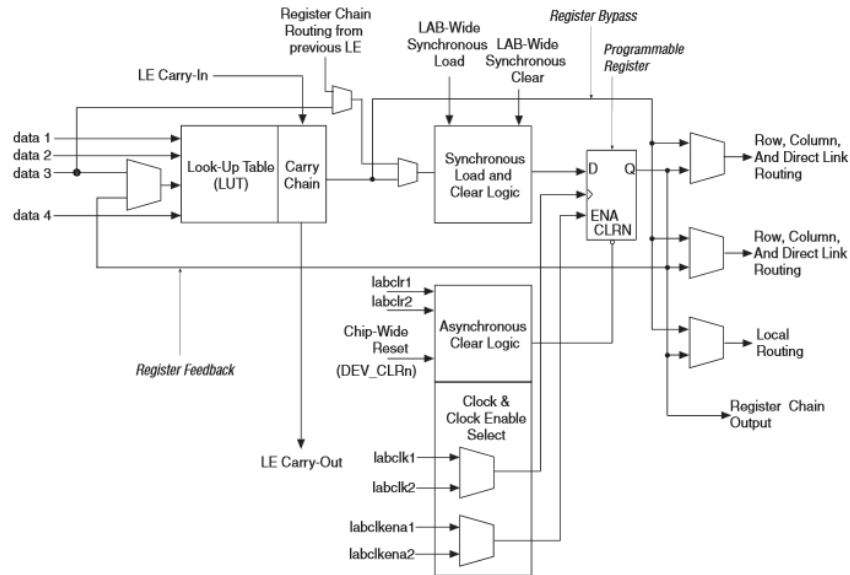 Register Chain
Routing from
previous LE
LAB-Wide
Synchronous
Load
LAB-Wide
Synchronous
Clear
Register Bypass
Programmable
Register
LE Carry-In
data 1
data 2
data 3
data 4
Look-Up Table
(LUT)
Carry
Chain
Synchronous
Load and
Clear Logic
D
Q
ENA
CLRN
Row, Column,
And Direct Link
Routing
Row, Column,
And Direct Link
Routing
Local
Routing
Register Chain
Output
labclr1
labclr2
Chip-Wide
Reset
(DEV_CLRn)
Asynchronous
Clear Logic
Register Feedback
Clock &
Clock Enable
Select
LE Carry-Out
labclk1
labclk2
labclkena1
labclkena2